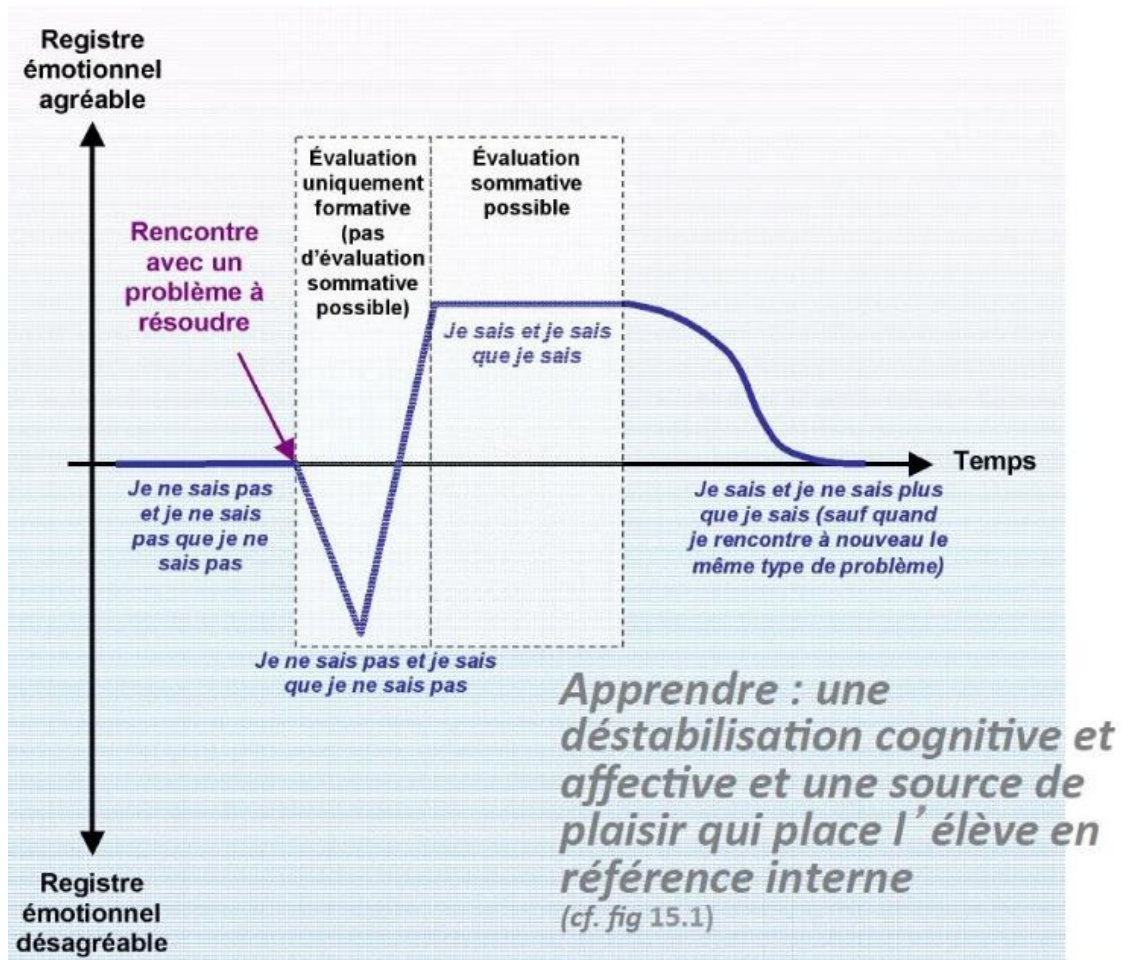 Registre
émotionnel
agréable
Évaluation
uniquement
formative
(pas
d'évaluation
sommative
possible)
Évaluation
sommative
possible
Rencontre
avec un
problème à
résoudre
Je sais et je sais
que je sais
Temps
Je ne sais pas
et je ne sais
pas que je ne
sais pas
Je sais et je ne sais plus
que je sais (sauf quand
je rencontre à nouveau le
même type de problème)
Je ne sais pas et je sais
que je ne sais pas
Apprendre : une
déstabilisation cognitive et
affective et une source de
plaisir qui place l'élève en
référence interne
(cf. fig 15.1)
Registre
émotionnel
désagréable